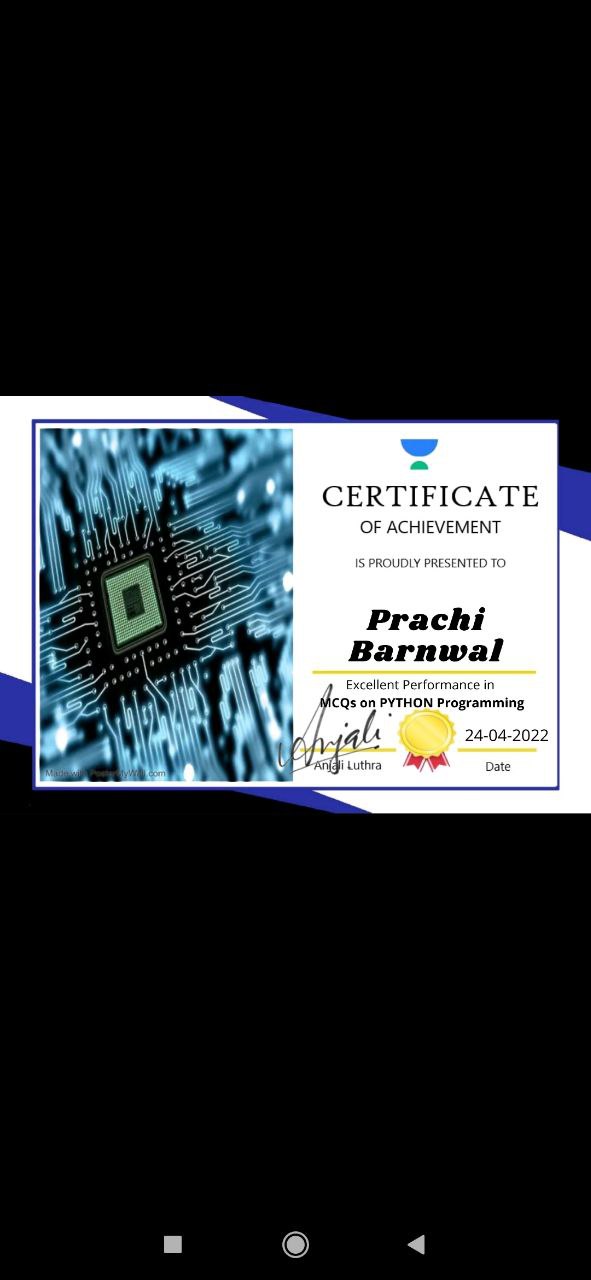 CERTIFICATE
OF ACHIEVEMENT
IS PROUDLY PRESENTED TO
Prachi
Barnwal
Excellent Performance in
MCQs on PYTHON Programming
Anjali
24-04-2022
Anjali Luthra
Date
Made with PosterMyWall.com